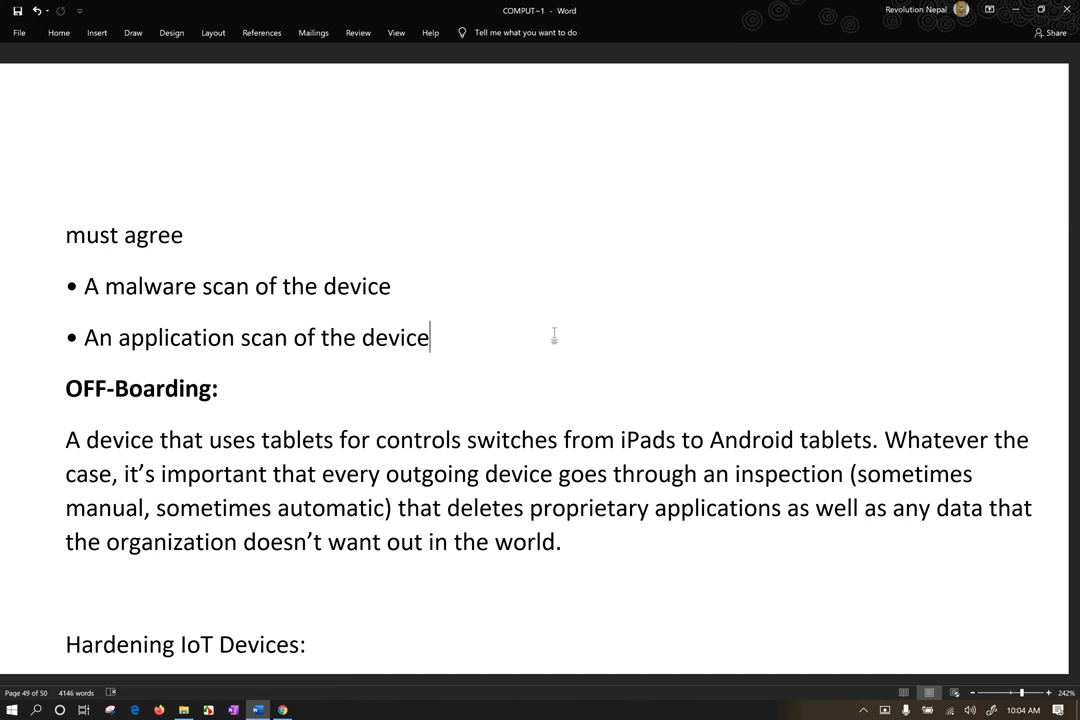 COMPUT~1 - Word
Revolution Nepal
File Home Insert Draw Design Layout References Mailings Review View Help Tell me what you want to do Share
must agree
• A malware scan of the device
• An application scan of the device
OFF-Boarding:
A device that uses tablets for controls switches from iPads to Android tablets. Whatever the
case, it’s important that every outgoing device goes through an inspection (sometimes
manual, sometimes automatic) that deletes proprietary applications as well as any data that
the organization doesn’t want out in the world.
Hardening IoT Devices:
Page 49 of 50 4146 words 242%
10:04 AM